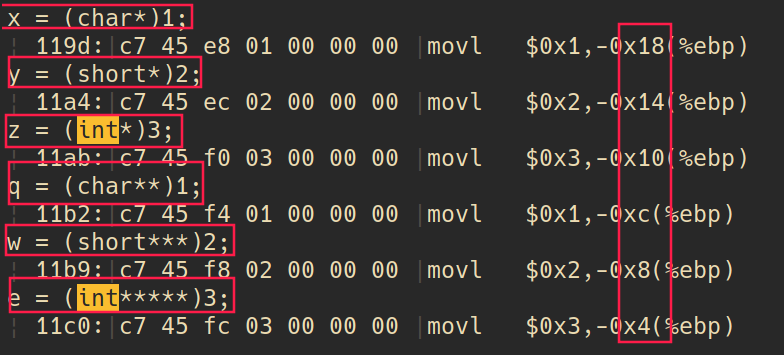 x = (char*)1;
119d: c7 45 e8 01 00 00 00 |movl $0x1,-0x18(%ebp)
y = (short*)2;
11a4: c7 45 ec 02 00 00 00 |movl $0x2,-0x14(%ebp)
z = (int*)3;
11ab: c7 45 f0 03 00 00 00 |movl $0x3,-0x10(%ebp)
q = (char**)1;
11b2: c7 45 f4 01 00 00 00 |movl $0x1,-0xc(%ebp)
w = (short***)2;
11b9: c7 45 f8 02 00 00 00 |movl $0x2,-0x8(%ebp)
e = (int*****)3;
11c0: c7 45 fc 03 00 00 00 |movl $0x3,-0x4(%ebp)